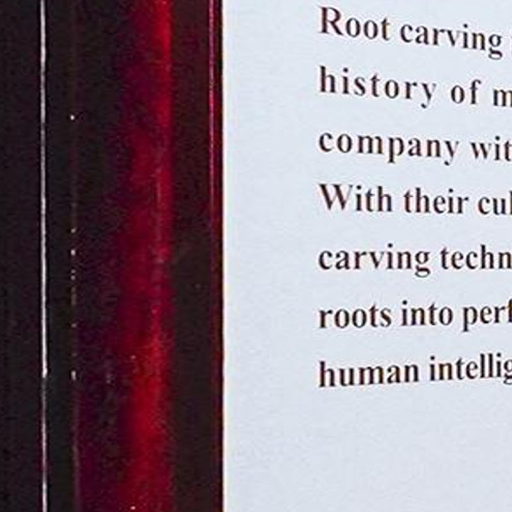 Root carving
history of m
company wit
With their cul
carving techn
roots into perf
human intellig